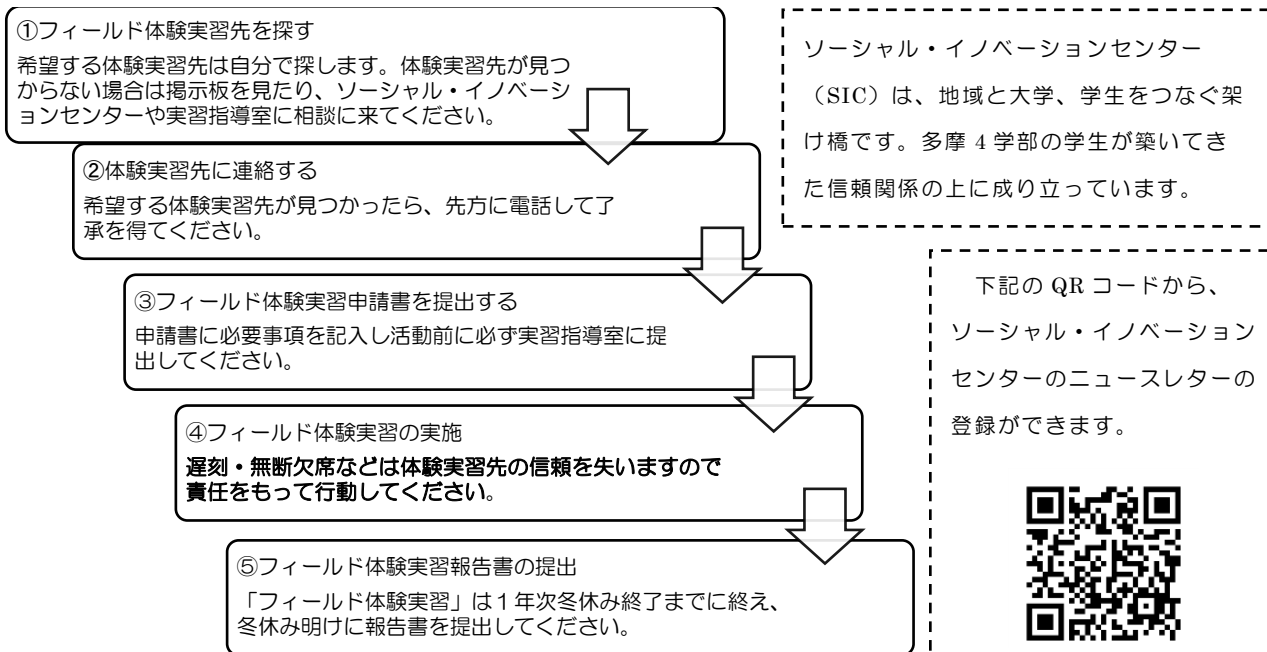 ①フィールド体験実習先を探す
希望する体験実習先は自分で探します。体験実習先が見つ
からない場合は掲示板を見たり、ソーシャル・イノベーシ
ョンセンターや実習指導室に相談に来てください。
②体験実習先に連絡する
希望する体験実習先が見つかったら、先方に電話して了
承を得てください。
③フィールド体験実習申請書を提出する
申請書に必要事項を記入し活動前に必ず実習指導室に提
出してください。
④フィールド体験実習の実施
遅刻・無断欠席などは体験実習先の信頼を失いますので
責任をもって行動してください。
⑤フィールド体験実習報告書の提出
「フィールド体験実習」は1年次冬休み終了までに終え、
冬休み明けに報告書を提出してください。
ソーシャル・イノベーションセンター
（SIC）は、地域と大学、学生をつなぐ架
け橋です。多摩 4 学部の学生が築いてき
た信頼関係の上に成り立っています。
下記の QR コードから、
ソーシャル・イノベーション
センターのニュースレターの
登録ができます。